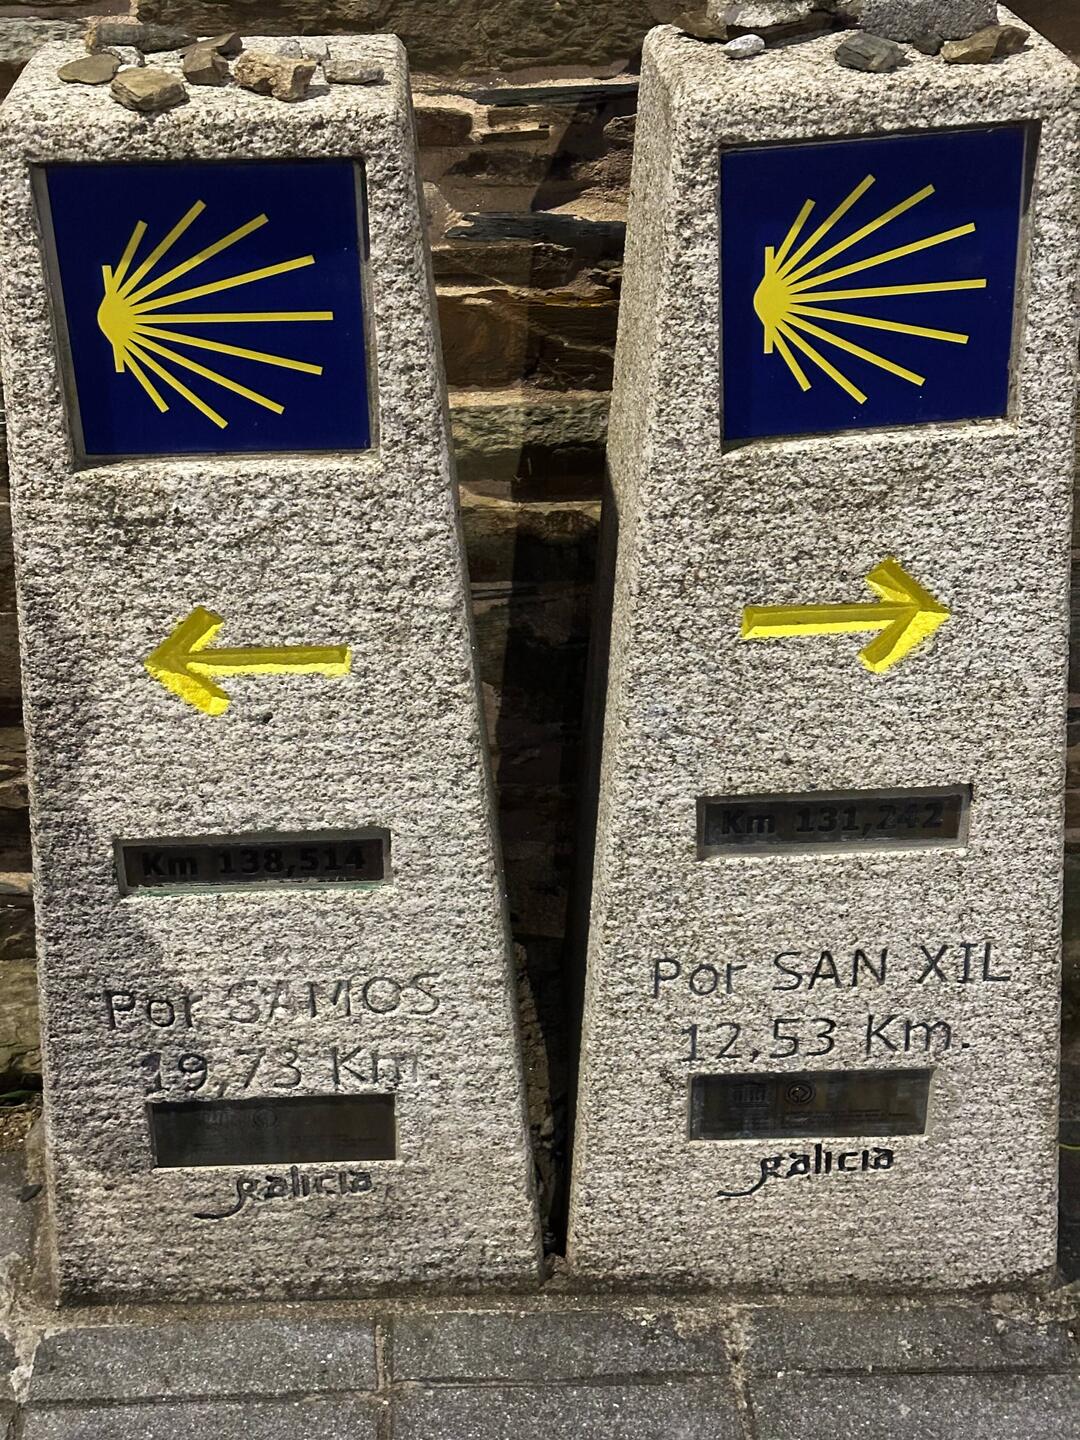 Km 138,514
Por SAMOS
19,73 Km.
galicia
Km 131,242
Por SAN XIL
12,53 Km.
galicia